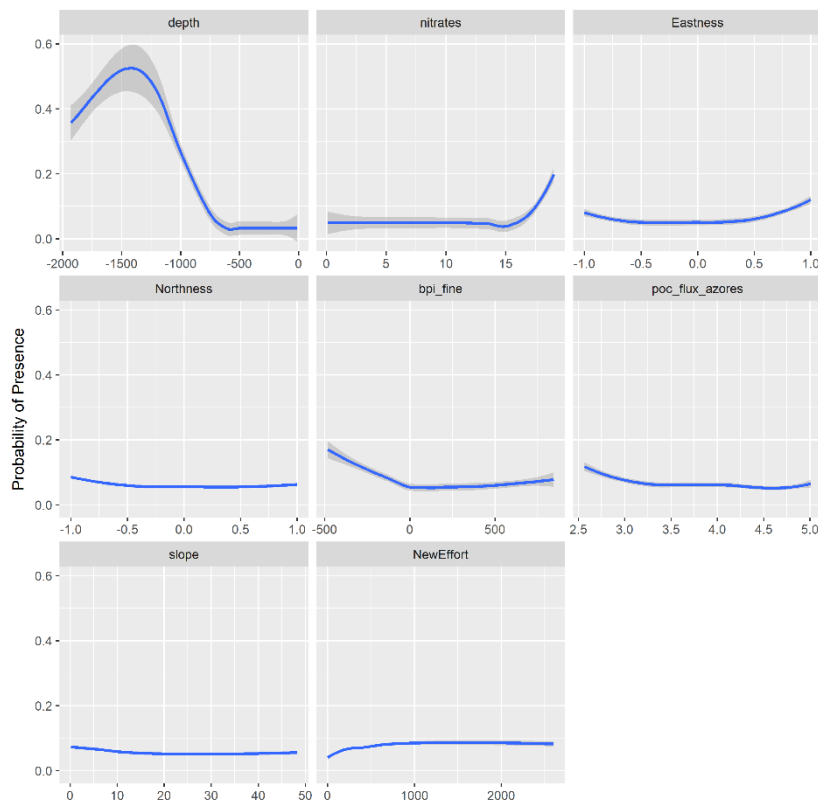 depth nitrates Eastness
0.6
0.4
0.2
0.0
-2000 -1500 -1000 -500 0 0 5 10 15 -1.0 -0.5 0.0 0.5 1.0
Northness bpi_fine poc_flux_azores
0.6
0.4
0.2
0.0
Probability of Presence
-1.0 -0.5 0.0 0.5 1.0 -500 0 500 2.5 3.0 3.5 4.0 4.5 5.0
slope NewEffort
0.6
0.4
0.2
0.0
0 10 20 30 40 50 0 1000 2000